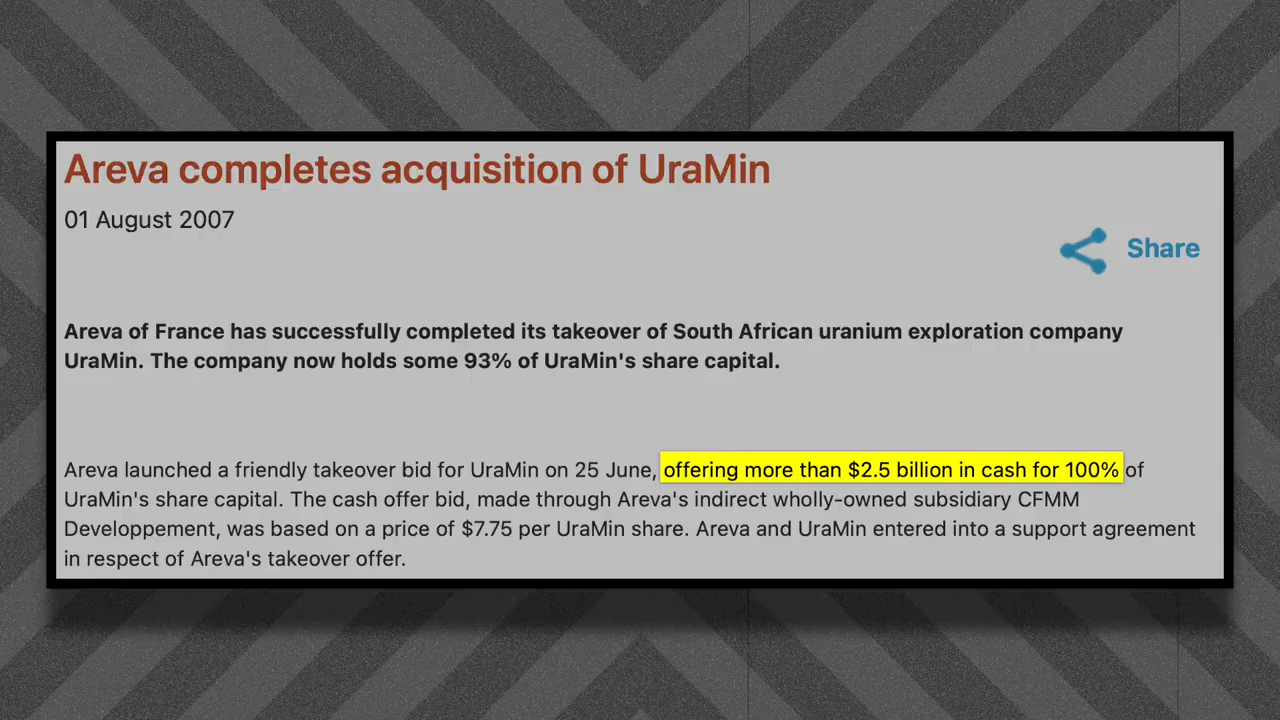 Areva completes acquisition of UraMin
01 August 2007
Share
Areva of France has successfully completed its takeover of South African uranium exploration company
UraMin. The company now holds some 93% of UraMin's share capital.
Areva launched a friendly takeover bid for UraMin on 25 June, offering more than $2.5 billion in cash for 100% of
UraMin's share capital. The cash offer bid, made through Areva's indirect wholly-owned subsidiary CFMM
Developpement, was based on a price of $7.75 per UraMin share. Areva and UraMin entered into a support agreement
in respect of Areva's takeover offer.